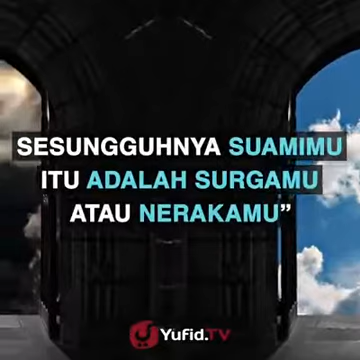 SESUNGGUHNYA SUAMIMU
ITU ADALAH SURGAMU
ATAU NERAKAMU”
Yufid.TV